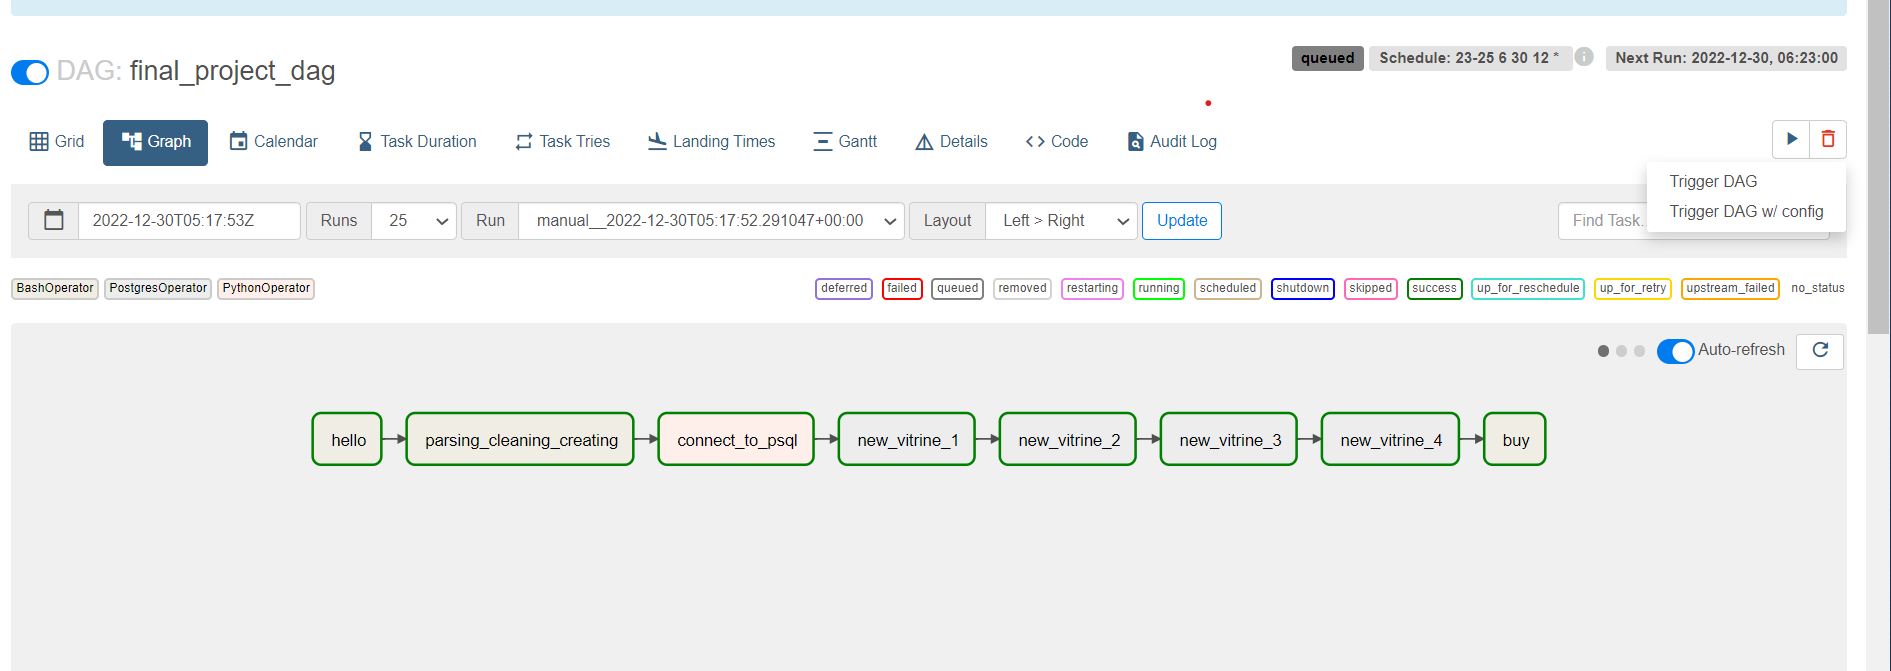 queued Schedule: 23-25 6 30 12 * Next Run: 2022-12-30, 06:23:00
DAG: final_project_dag
Grid Graph Calendar Task Duration Task Tries Landing Times Gantt Details Code Audit Log
Trigger DAG
Trigger DAG w/ config
2022-12-30T05:17:53Z Runs 25 Run manual__2022-12-30T05:17:52.291047+00:00 Layout Left > Right Update Find Task.
BashOperator PostgresOperator PythonOperator deferred failed queued removed restarting running scheduled shutdown skipped success up_for_reschedule up_for_retry upstream_failed no_status
Auto-refresh
hello parsing_cleaning_creating connect_to_psql new_vitrine_1 new_vitrine_2 new_vitrine_3 new_vitrine_4 buy